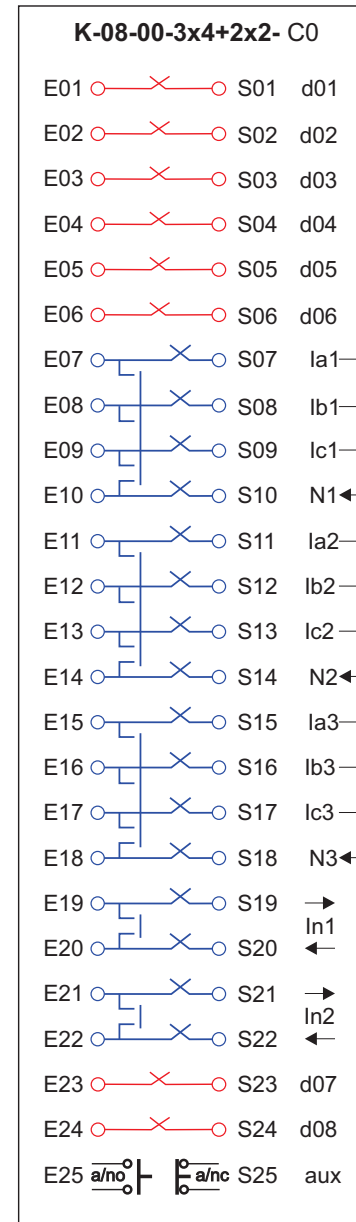 K-08-00-3x4+2x2- C0
E01 S01 d01
E02 S02 d02
E03 S03 d03
E04 S04 d04
E05 S05 d05
E06 S06 d06
E07 S07 Ia1
E08 S08 Ib1
E09 S09 Ic1
E10 S10 N1
E11 S11 Ia2
E12 S12 Ib2
E13 S13 Ic2
E14 S14 N2
E15 S15 Ia3
E16 S16 Ib3
E17 S17 Ic3
E18 S18 N3
E19 S19
In1
E20 S20
E21 S21
In2
E22 S22
E23 S23 d07
E24 S24 d08
E25 a/no a/nc S25 aux